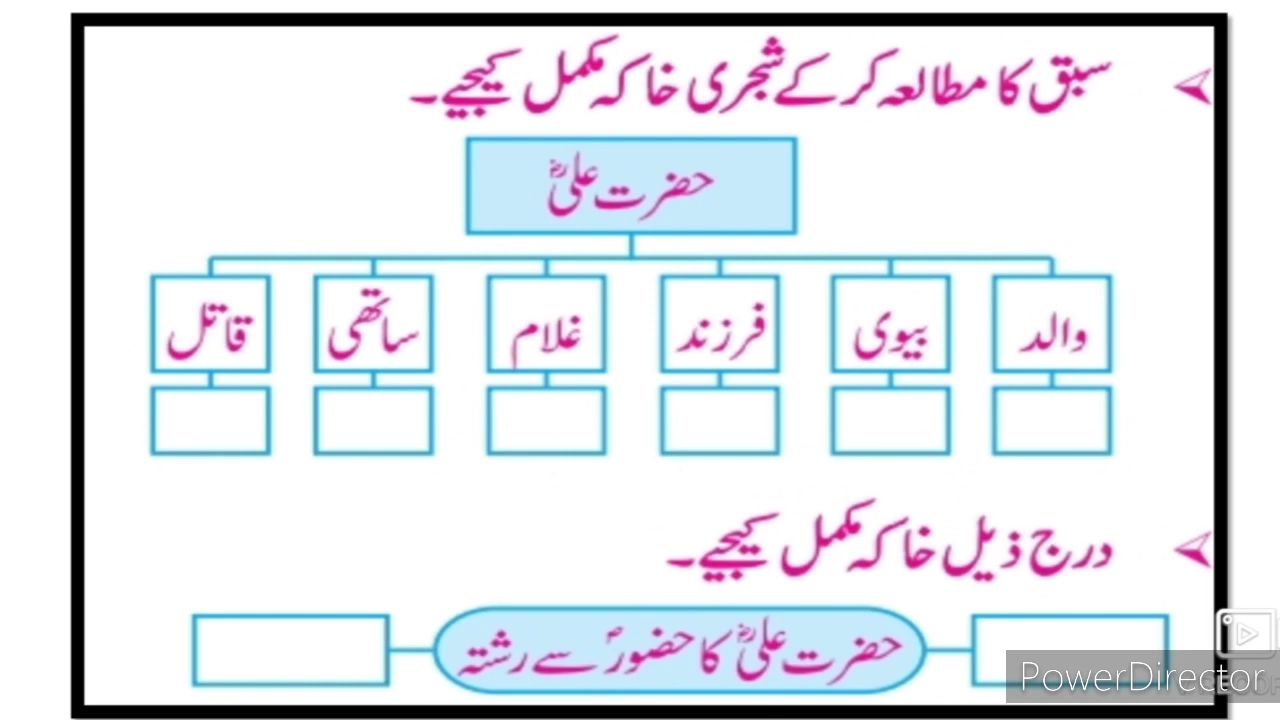 سبق کا مطالعہ کر کے شجری خاکہ مکمل کیجیے۔
حضرت علیؓ
والد بیوی فرزند غلام ساتھی قاتل
درج ذیل خاکہ مکمل کیجیے۔
حضرت علیؓ کا حضورؐ سے رشتہ
PowerDirector